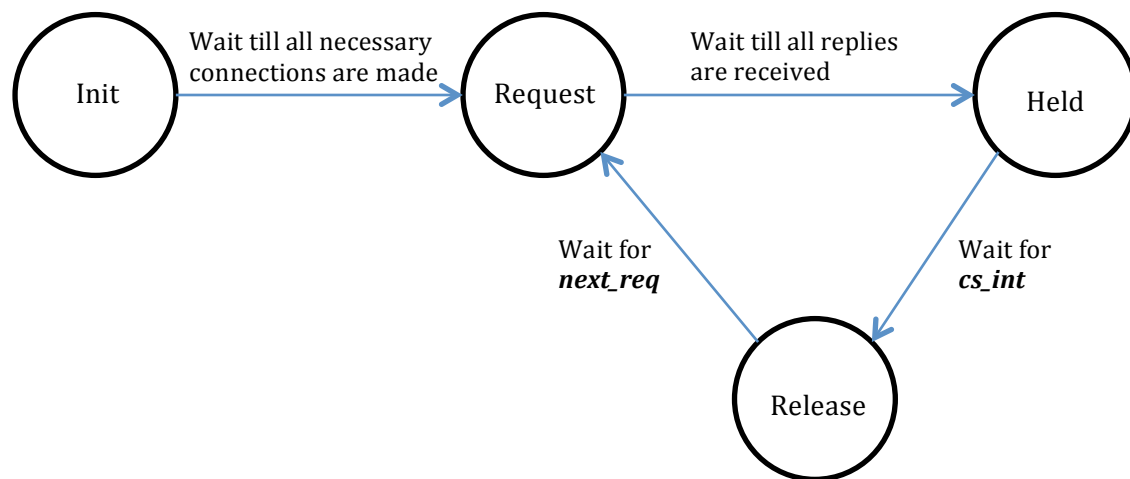 Wait till all necessary
connections are made
Wait till all replies
are received
Init
Request
Held
Wait for
next_req
Wait for
cs_int
Release